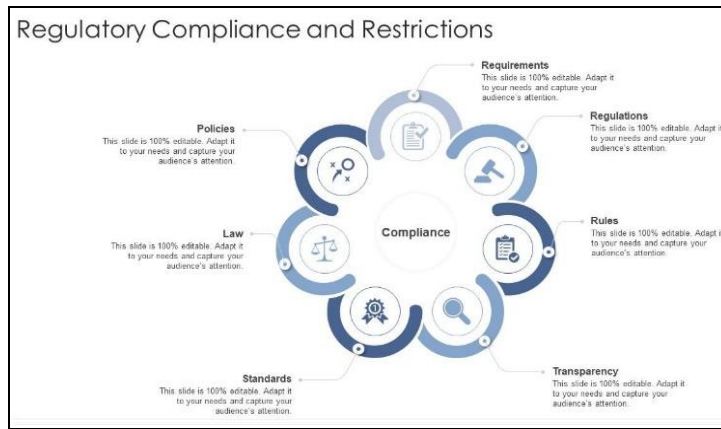 Regulatory Compliance and Restrictions
Requirements
This slide is 100% editable. Adapt it
to your needs and capture your
audience's attention.
Regulations
This slide is 100% editable. Adapt it
to your needs and capture your
audience's attention.
Rules
This slide is 100% editable. Adapt it
to your needs and capture your
audience's attention.
Transparency
This slide is 100% editable. Adapt it
to your needs and capture your
audience's attention.
Standards
This slide is 100% editable. Adapt it
to your needs and capture your
audience's attention.
Law
This slide is 100% editable. Adapt it
to your needs and capture your
audience's attention.
Policies
This slide is 100% editable. Adapt it
to your needs and capture your
audience's attention.
Compliance
1